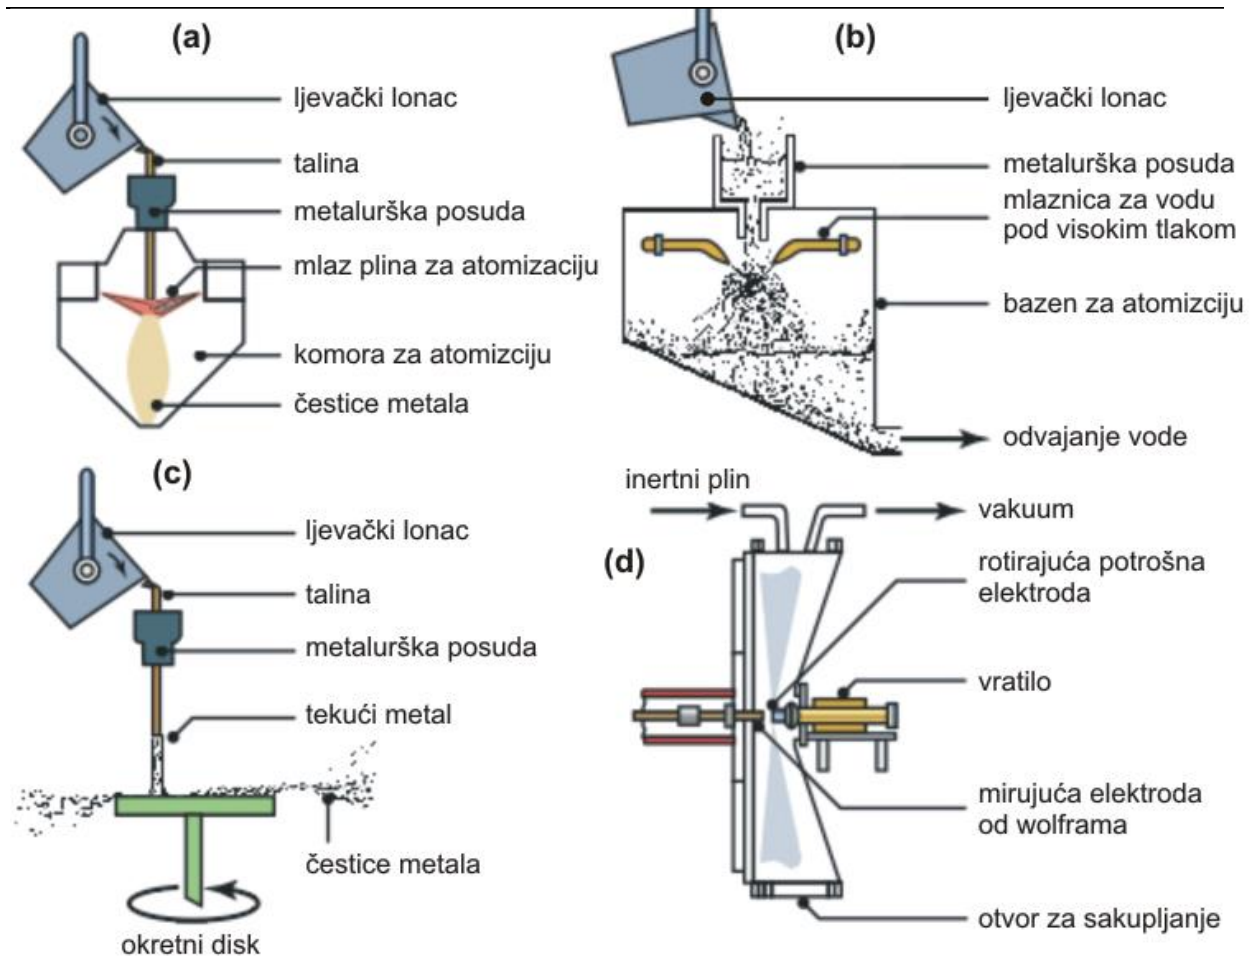 (a)
ljevački lonac
talina
metalurška posuda
mlaz plina za atomizaciju
komora za atomizciju
čestice metala
(b)
ljevački lonac
metalurška posuda
mlaznica za vodu
pod visokim tlakom
bazen za atomizciju
odvajanje vode
(c)
ljevački lonac
talina
metalurška posuda
tekući metal
čestice metala
okretni disk
(d)
inertni plin
vakuum
rotirajuća potrošna
elektroda
vratilo
mirujuća elektroda
od wolframa
otvor za sakupljanje